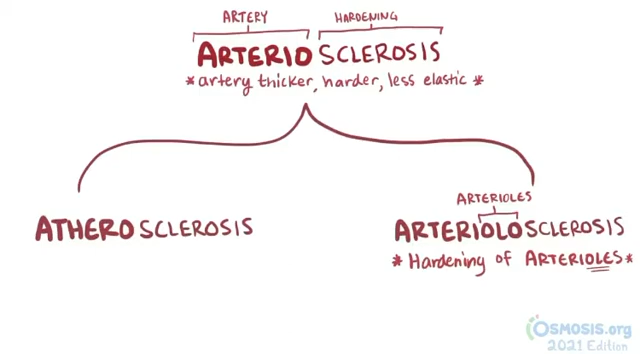 ARTERY HARDENING
ARTERIOSCLEROSIS
*artery thicker, harder, less elastic*
ARTERIOLES
ATHEROSCLEROSIS ARTERIOLOSCLEROSIS
*Hardening of ARTERIOLES*
OSMOSIS.org
2021 Edition